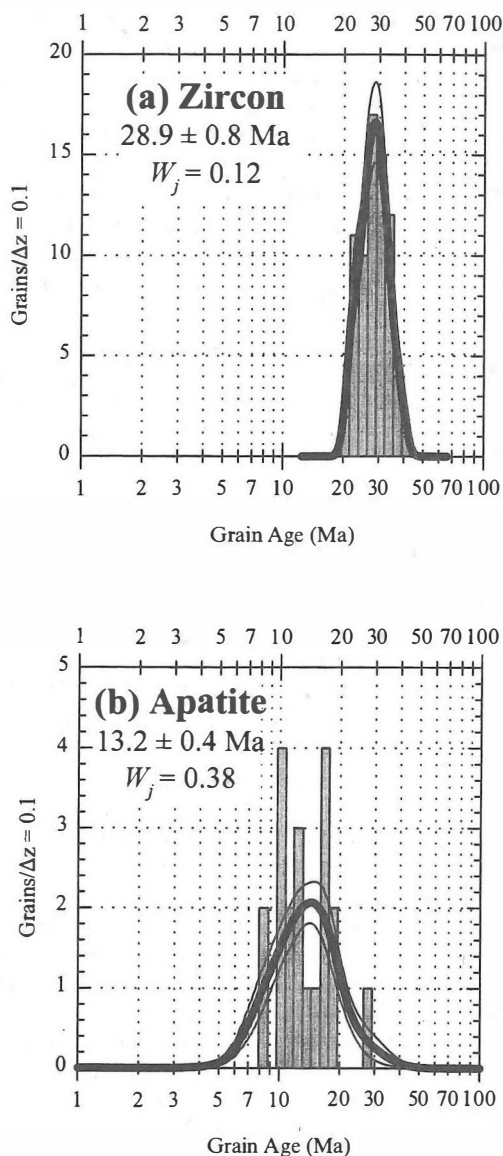 1 2 3 5 7 10 20 30 50 70 100
20
(a) Zircon
28.9 ± 0.8 Ma
W_j = 0.12
15
10
5
0
Grains/Δz = 0.1
1 2 3 5 7 10 20 30 50 70 100
Grain Age (Ma)
1 2 3 5 7 10 20 30 50 70 100
5
(b) Apatite
13.2 ± 0.4 Ma
W_j = 0.38
4
3
2
1
0
Grains/Δz = 0.1
1 2 3 5 7 10 20 30 50 70 100
Grain Age (Ma)